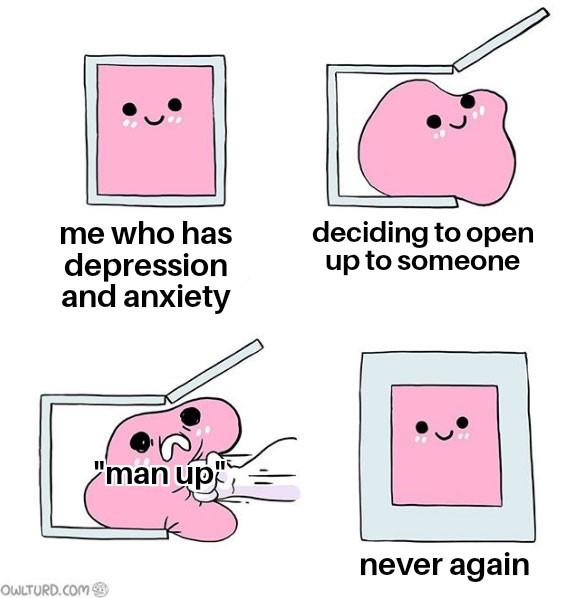 me who has
depression
and anxiety
deciding to open
up to someone
"man up"
never again
OWLTURD.COM